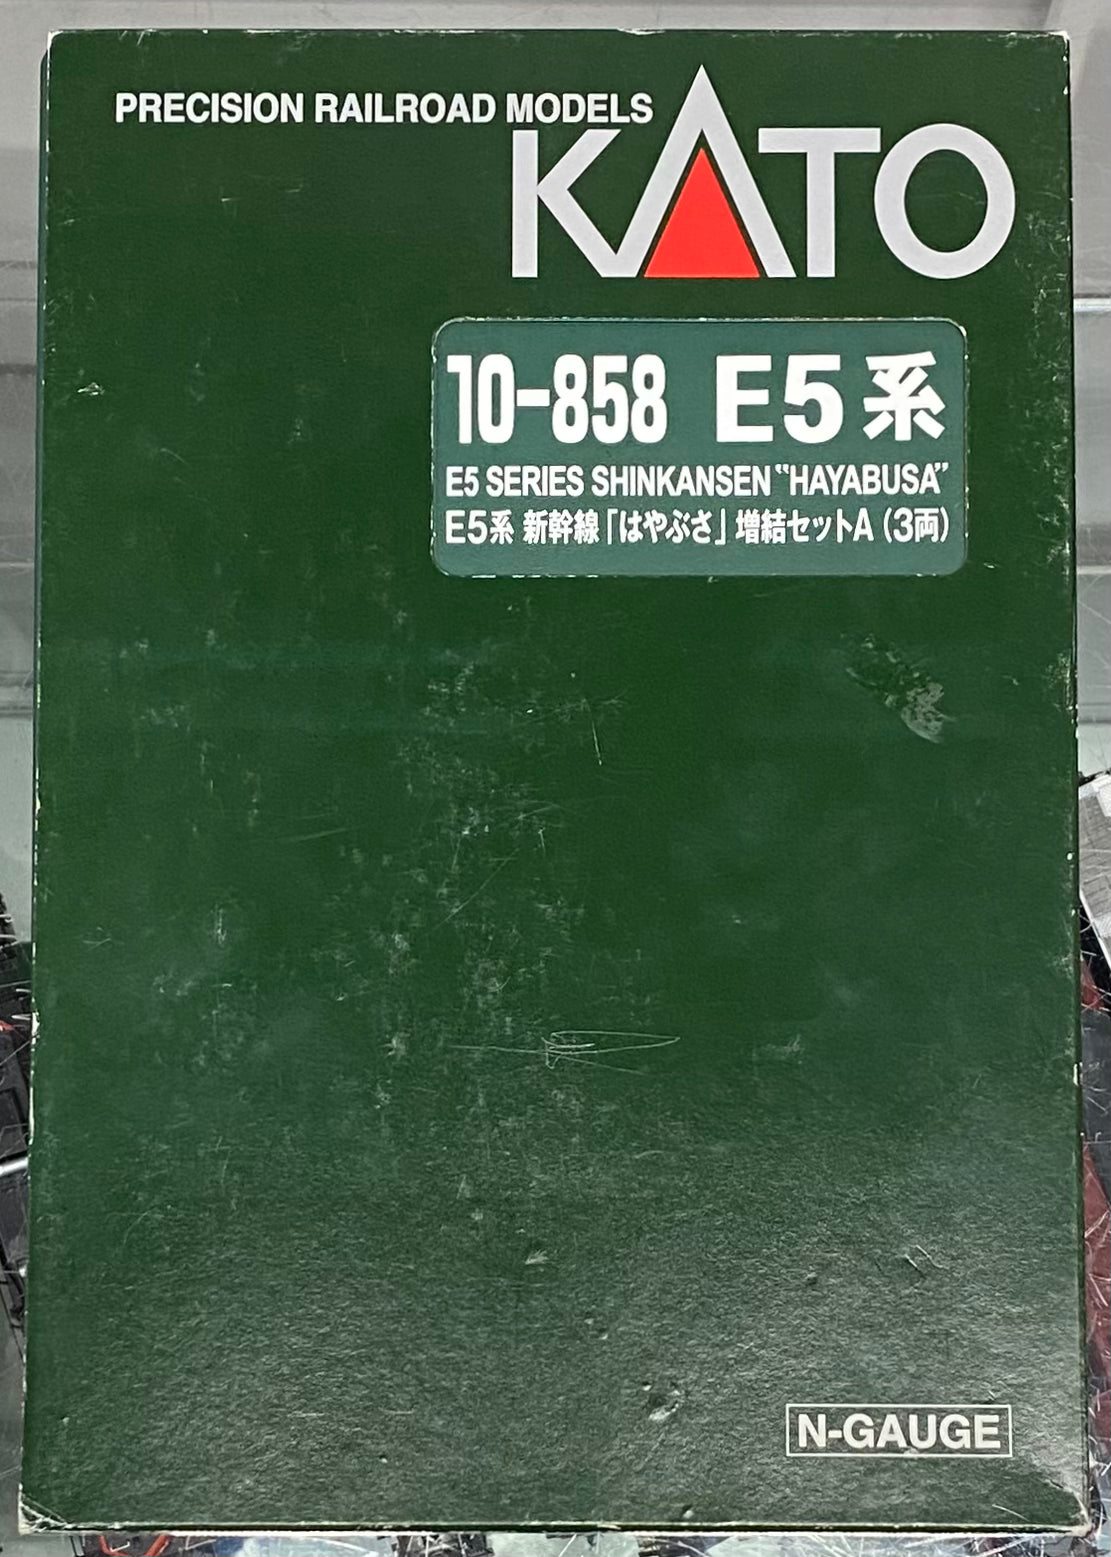 PRECISION RAILROAD MODELS
KATO
10-858 E5系
E5 SERIES SHINKANSEN “HAYABUSA”
E5系 新幹線「はやぶさ」増結セットA(3両)
N-GAUGE